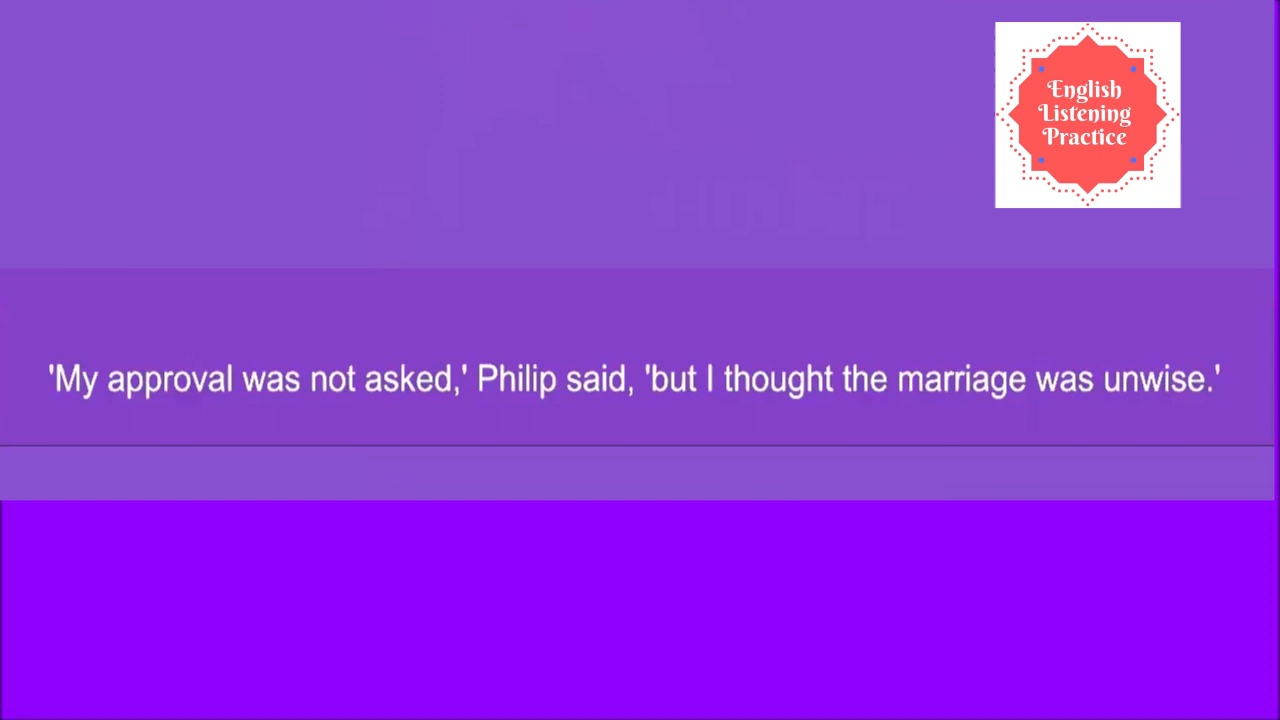 English
Listening
Practice
'My approval was not asked,' Philip said, 'but I thought the marriage was unwise.'